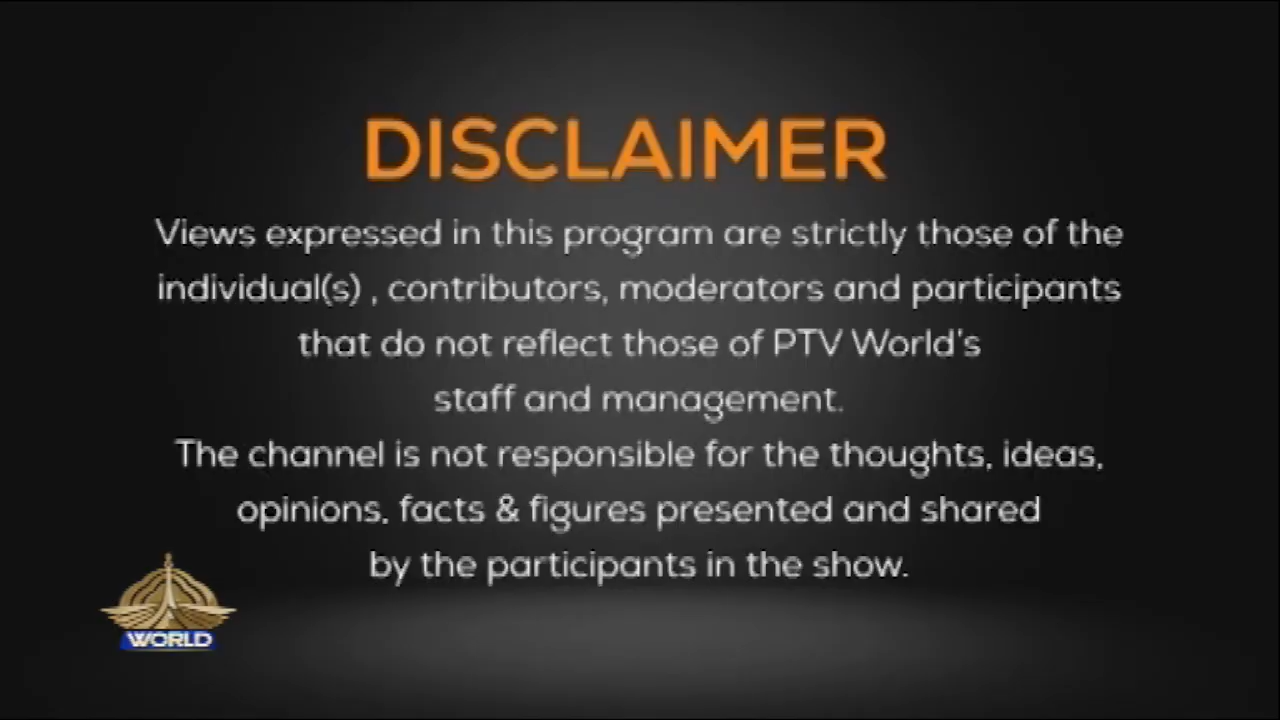 DISCLAIMER
Views expressed in this program are strictly those of the
individual(s) , contributors, moderators and participants
that do not reflect those of PTV World's
staff and management.
The channel is not responsible for the thoughts, ideas,
opinions, facts & figures presented and shared
by the participants in the show.
WORLD